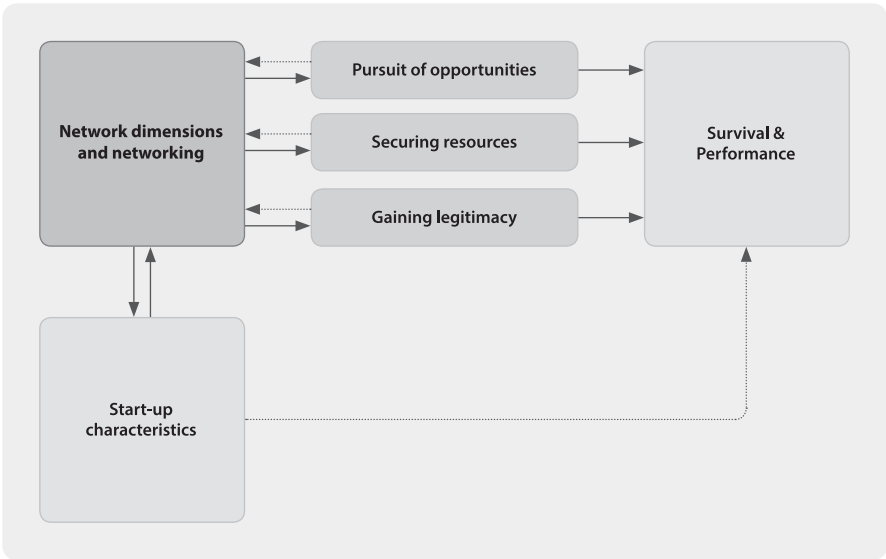 Network dimensions
and networking
Pursuit of opportunities
Securing resources
Gaining legitimacy
Survival &
Performance
Start-up
characteristics